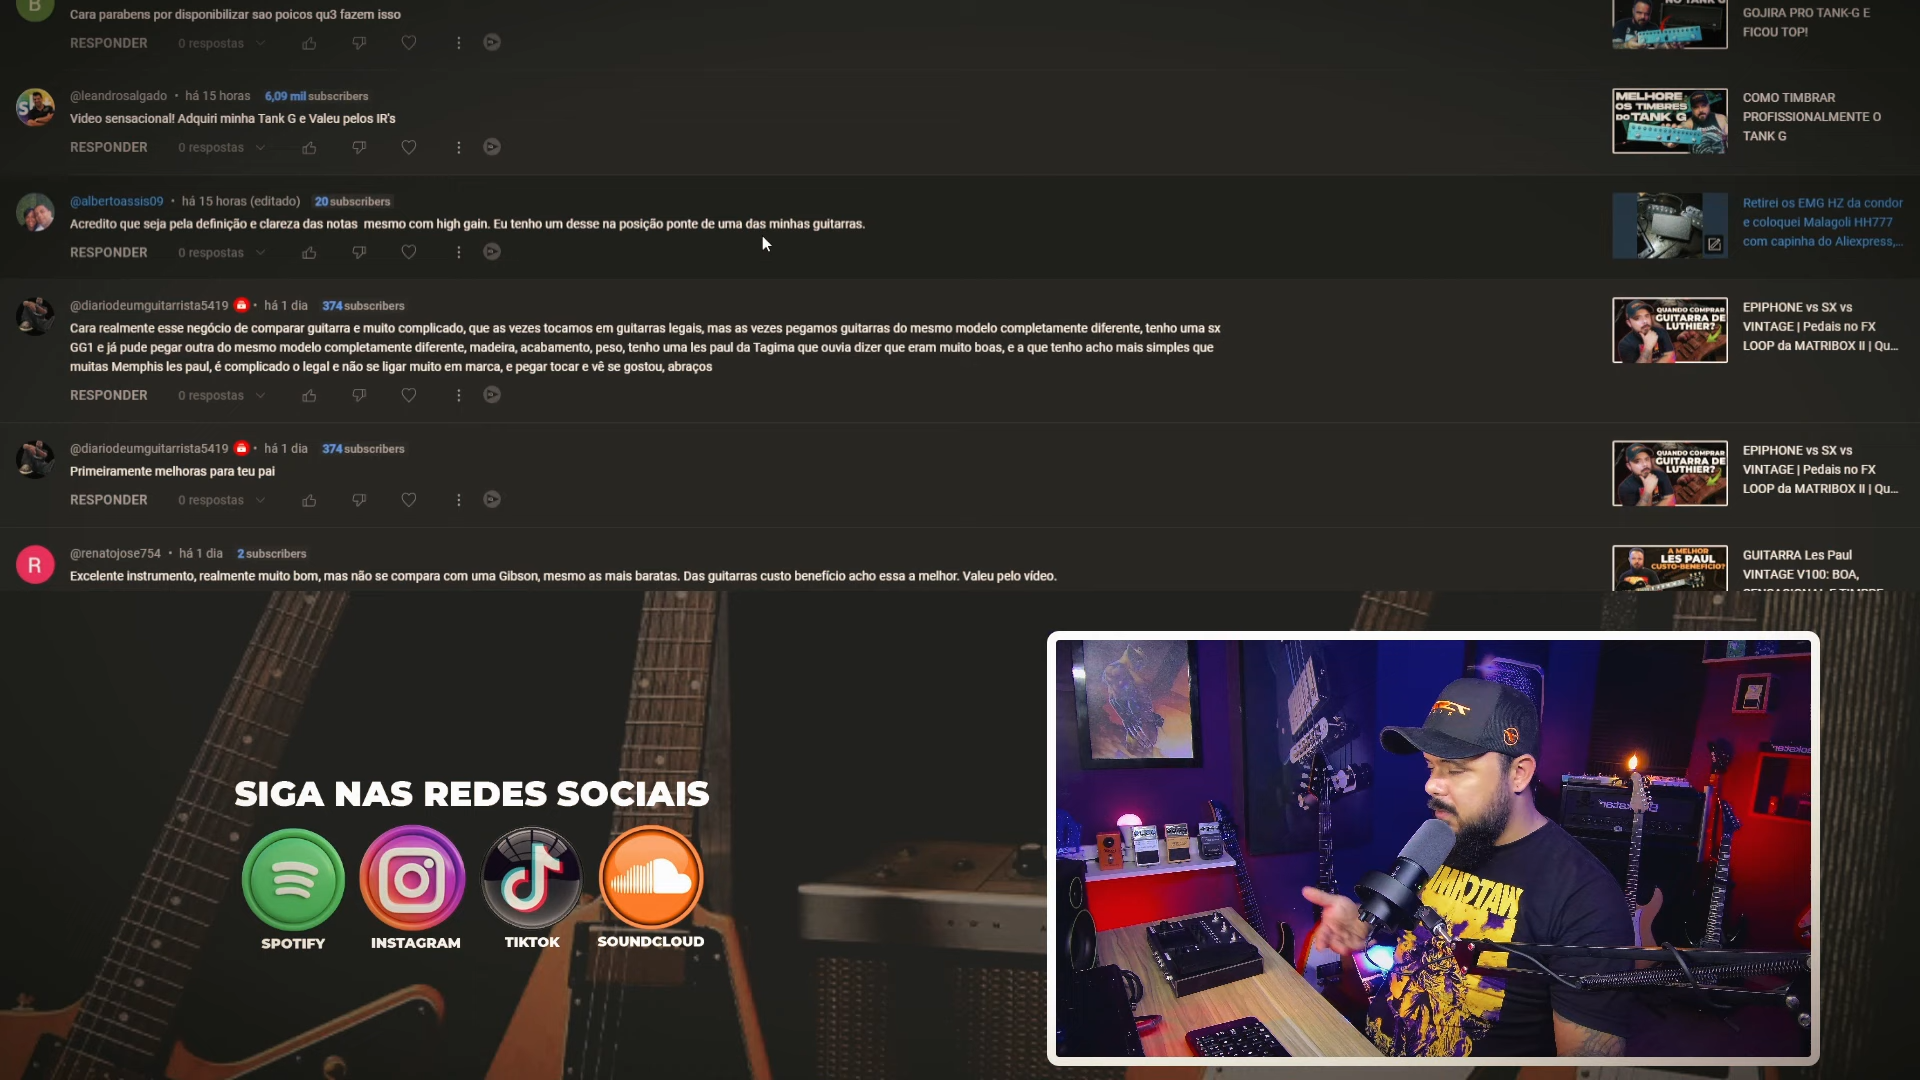 B
Cara parabens por disponibilizar sao poicos qu3 fazem isso
RESPONDER 0 respostas
GOJIRA PRO TANK-G E
FICOU TOP!
@leandrosalgado • há 15 horas 6,09 mil subscribers
Video sensacional! Adquiri minha Tank G e Valeu pelos IR's
RESPONDER 0 respostas
MELHORE
OS TIMBRES
DO TANK G
COMO TIMBRAR
PROFISSIONALMENTE O
TANK G
@albertoassis09 • há 15 horas (editado) 20 subscribers
Acredito que seja pela definição e clareza das notas mesmo com high gain. Eu tenho um desse na posição ponte de uma das minhas guitarras.
RESPONDER 0 respostas
Retirei os EMG HZ da condor
e coloquei Malagoli HH777
com capinha do Aliexpress,...
@diariodeumguitarrista5419 • há 1 dia 374 subscribers
Cara realmente esse negócio de comparar guitarra e muito complicado, que as vezes tocamos em guitarras legais, mas as vezes pegamos guitarras do mesmo modelo completamente diferente, tenho uma sx
GG1 e já pude pegar outra do mesmo modelo completamente diferente, madeira, acabamento, peso, tenho uma les paul da Tagima que ouvia dizer que eram muito boas, e a que tenho acho mais simples que
muitas Memphis les paul, é complicado o legal e não se ligar muito em marca, e pegar tocar e vê se gostou, abraços
RESPONDER 0 respostas
QUANDO COMPRAR
GUITARRA DE
LUTHIER?
EPIPHONE vs SX vs
VINTAGE | Pedais no FX
LOOP da MATRIBOX II | Qu...
@diariodeumguitarrista5419 • há 1 dia 374 subscribers
Primeiramente melhoras para teu pai
RESPONDER 0 respostas
QUANDO COMPRAR
GUITARRA DE
LUTHIER?
EPIPHONE vs SX vs
VINTAGE | Pedais no FX
LOOP da MATRIBOX II | Qu...
R
@renatojose754 • há 1 dia 2 subscribers
Excelente instrumento, realmente muito bom, mas não se compara com uma Gibson, mesmo as mais baratas. Das guitarras custo benefício acho essa a melhor. Valeu pelo vídeo.
A MELHOR
LES PAUL
CUSTO-BENEFÍCIO?
GUITARRA Les Paul
VINTAGE V100: BOA,
SIGA NAS REDES SOCIAIS
SPOTIFY INSTAGRAM TIKTOK SOUNDCLOUD